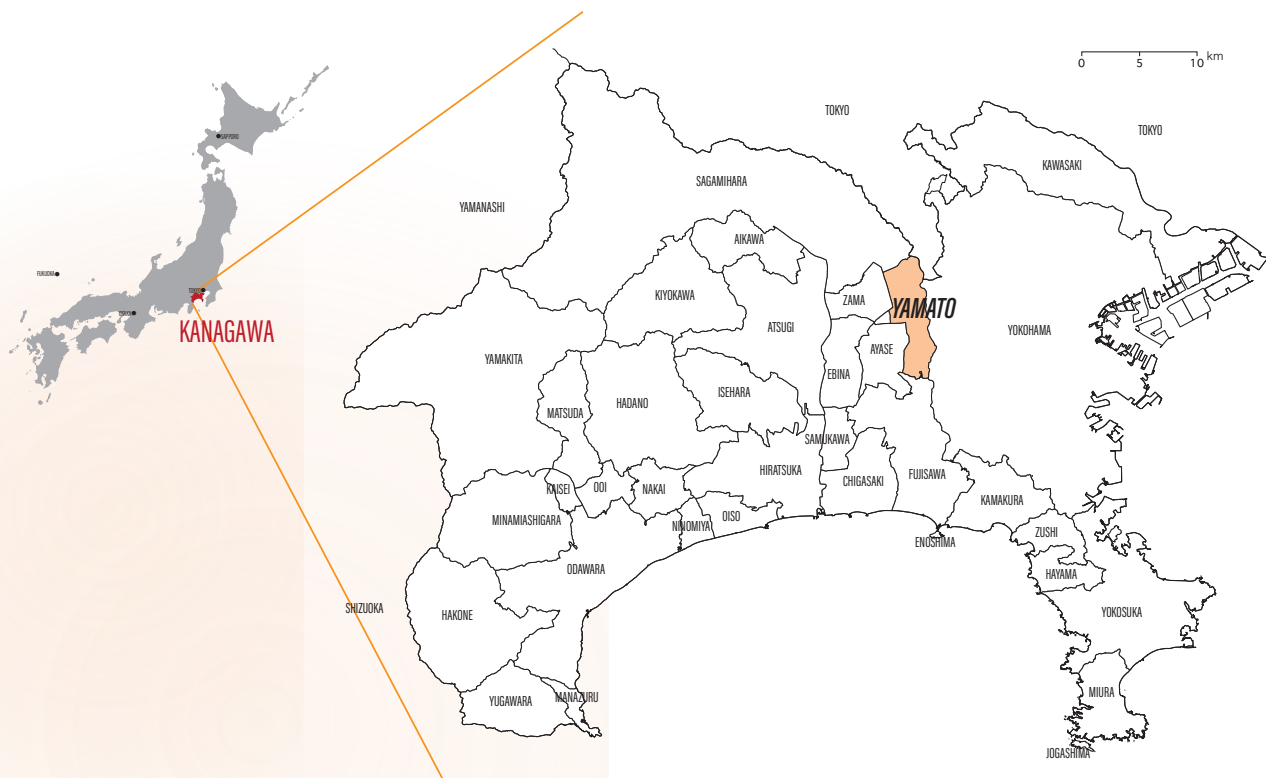 0 5 10 km
TOKYO
TOKYO
SAPPORO
KAWASAKI
SAGAMIHARA
YAMANASHI
AIKAWA
FUKUOKA
TOKYO
KIYOKAWA
ZAMA
YAMATO
OSAKA
ATSUGI
YOKOHAMA
KANAGAWA
AYASE
YAMAKITA
EBINA
ISEHARA
HADANO
MATSUDA
SAMUKAWA
HIRATSUKA
FUJISAWA
CHIGASAKI
KAISEI
OOI
NAKAI
KAMAKURA
OISO
MINAMIASHIGARA
NINOMIYA
ZUSHI
ENOSHIMA
ODAWARA
HAYAMA
SHIZUOKA
YOKOSUKA
HAKONE
MIURA
MANAZURU
YUGAWARA
JOGASHIMA